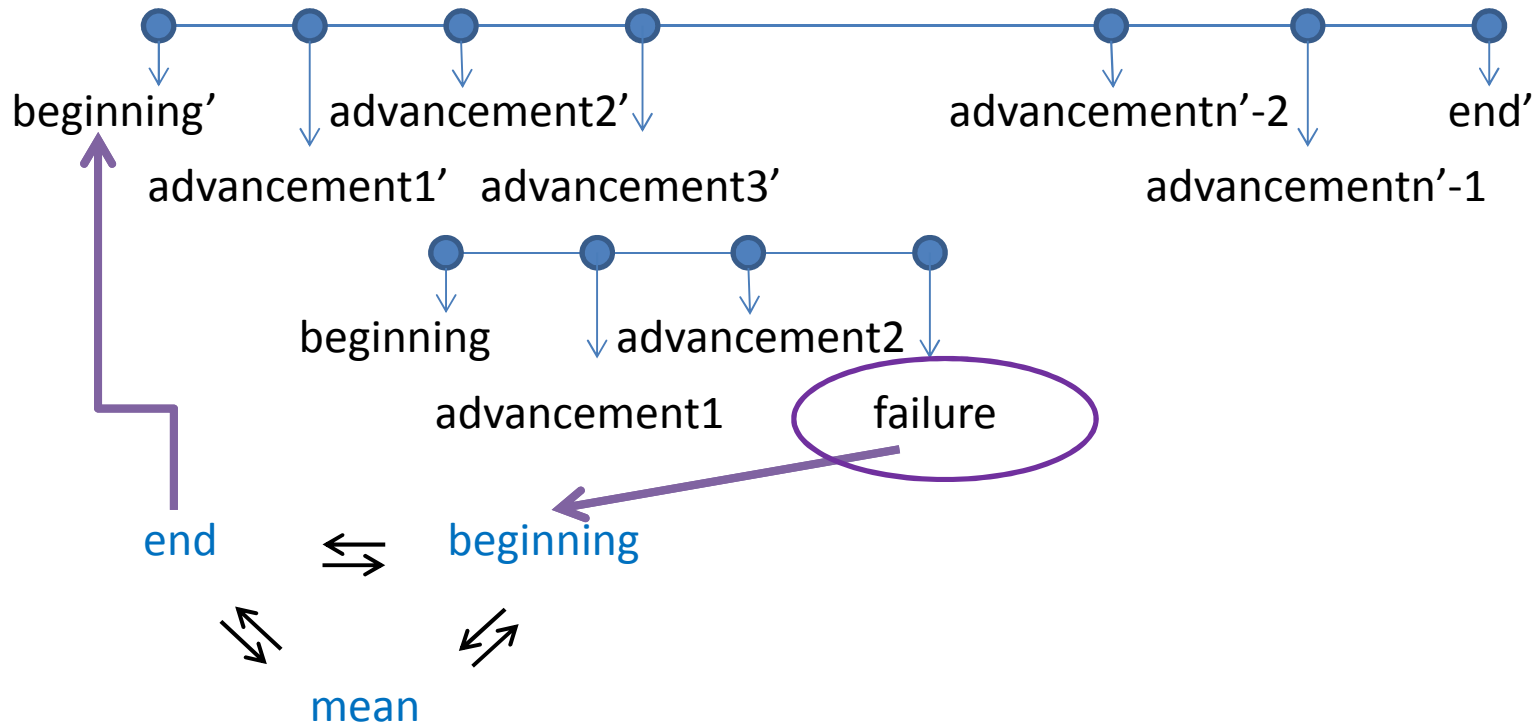 beginning’ advancement2’ advancementn’-2 end’
advancement1’ advancement3’ advancementn’-1
beginning advancement2
advancement1 failure
end beginning
mean